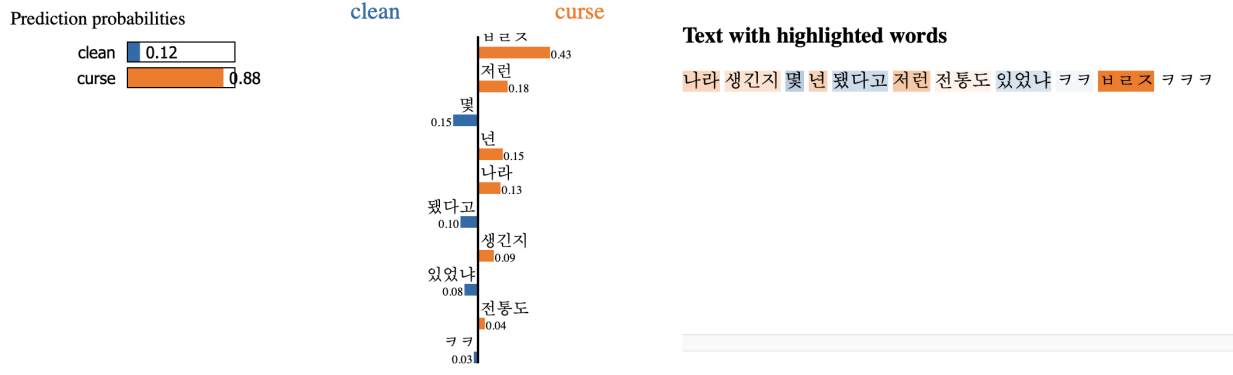 Prediction probabilities
clean 0.12
curse 0.88
clean curse
ㅂㄹㅈ
0.43
저런
0.18
몇
0.15
년
0.15
나라
0.13
됐다고
0.10
생긴지
0.09
있었냐
0.08
전통도
0.04
ㅋㅋ
0.03
Text with highlighted words
나라 생긴지 몇 년 됐다고 저런 전통도 있었냐 ㅋㅋ ㅂㄹㅈ ㅋㅋㅋ